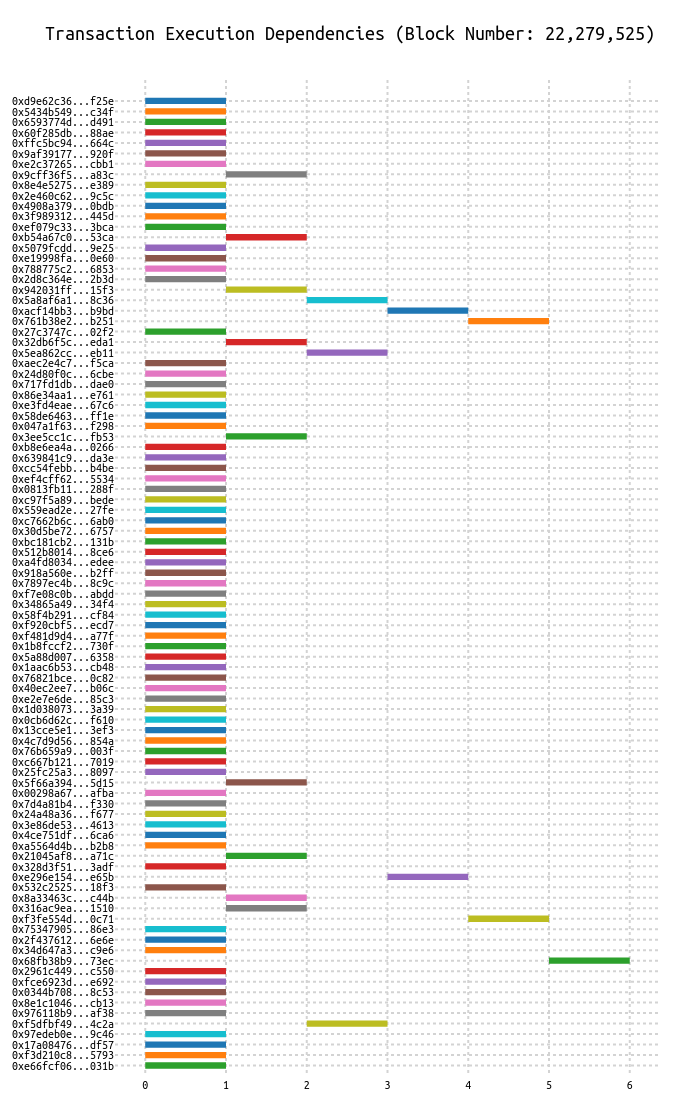 Transaction Execution Dependencies (Block Number: 22,279,525)
0xd9e62c36...f25e
0x5434b549...c34f
0x6593774d...d491
0x60f285db...88ae
0xffc5bc94...664c
0x9af39177...920f
0xe2c37265...cbb1
0x9cff36f5...a83c
0x8e4e5275...e389
0x2e460c62...9c5c
0x4908a379...0bdb
0x3f989312...445d
0xef079c33...3bca
0xb54a67c0...53ca
0x5079fcdd...9e25
0xe19998fa...0e60
0x788775c2...6853
0x2d8c364e...2b3d
0x942031ff...15f3
0x5a8af6a1...8c36
0xacf14bb3...b9bd
0x761b38e2...b251
0x27c3747c...02f2
0x32db6f5c...eda1
0x5ea862cc...eb11
0xaec2e4c7...f5ca
0x24d80f0c...6cbe
0x717fd1db...dae0
0x86e34aa1...e761
0xe3fd4eae...67c6
0x58de6463...ff1e
0x047a1f63...f298
0x3ee5cc1c...fb53
0xb8e6ea4a...0266
0x639841c9...da3e
0xcc54febb...b4be
0xef4cff62...5534
0x0813fb11...288f
0xc97f5a89...bede
0x559ead2e...27fe
0xc7662b6c...6ab0
0x30d5be72...6757
0xbc181cb2...131b
0x512b8014...8ce6
0xa4fd8034...edee
0x918a560e...b2ff
0x7897ec4b...8c9c
0xf7e08c0b...abdd
0x34865a49...34f4
0x58f4b291...cf84
0xf920cbf5...ecd7
0xf481d9d4...a77f
0x1b8fccf2...730f
0x5a88d007...6358
0x1aac6b53...cb48
0x76821bce...0c82
0x40ec2ee7...b06c
0xe2e7e6de...85c3
0x1d038073...3a39
0x0cb6d62c...f610
0x13cce5e1...3ef3
0x4c7d9d56...854a
0x76b659a9...003f
0xc667b121...7019
0x25fc25a3...8097
0x5f66a394...5d15
0x00298a67...afba
0x7d4a81b4...f330
0x24a48a36...f677
0x3e86de53...4613
0x4ce751df...6ca6
0xa5564d4b...b2b8
0x21045af8...a71c
0x328d3f51...3adf
0xe296e154...e65b
0x532c2525...18f3
0x8a33463c...c44b
0x316ac9ea...1510
0xf3fe554d...0c71
0x75347905...86e3
0x2f437612...6e6e
0x34d647a3...c9e6
0x68fb38b9...73ec
0x2961c449...c550
0xfce6923d...e692
0x0344b708...8c53
0x8e1c1046...cb13
0x976118b9...af38
0xf5dfbf49...4c2a
0x97edeb0e...9c46
0x17a08476...df57
0xf3d210c8...5793
0xe66fcf06...031b
0 1 2 3 4 5 6